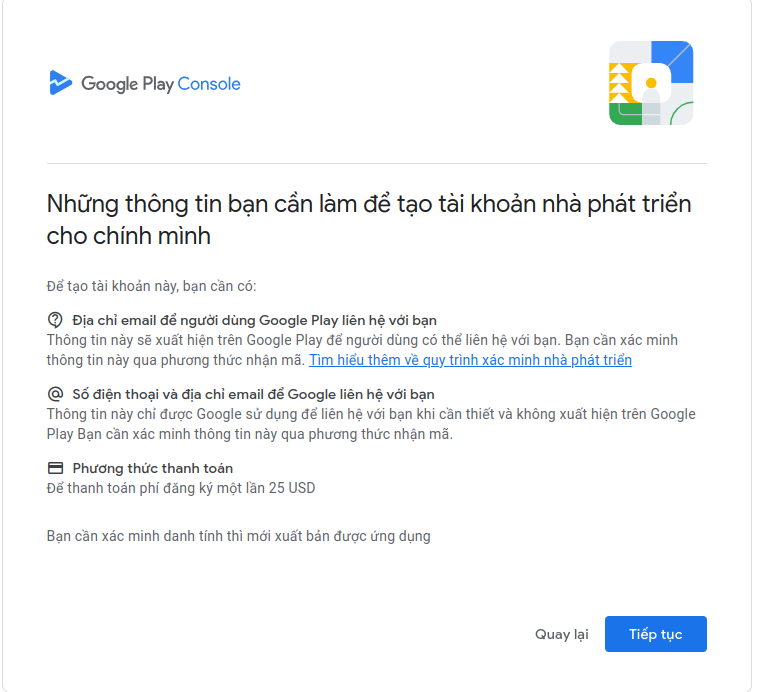 Google Play Console
Những thông tin bạn cần làm để tạo tài khoản nhà phát triển
cho chính mình
Để tạo tài khoản này, bạn cần có:
Địa chỉ email để người dùng Google Play liên hệ với bạn
Thông tin này sẽ xuất hiện trên Google Play để người dùng có thể liên hệ với bạn. Bạn cần xác minh
thông tin này qua phương thức nhận mã. Tìm hiểu thêm về quy trình xác minh nhà phát triển
Số điện thoại và địa chỉ email để Google liên hệ với bạn
Thông tin này chỉ được Google sử dụng để liên hệ với bạn khi cần thiết và không xuất hiện trên Google
Play Bạn cần xác minh thông tin này qua phương thức nhận mã.
Phương thức thanh toán
Để thanh toán phí đăng ký một lần 25 USD
Bạn cần xác minh danh tính thì mới xuất bản được ứng dụng
Quay lại Tiếp tục